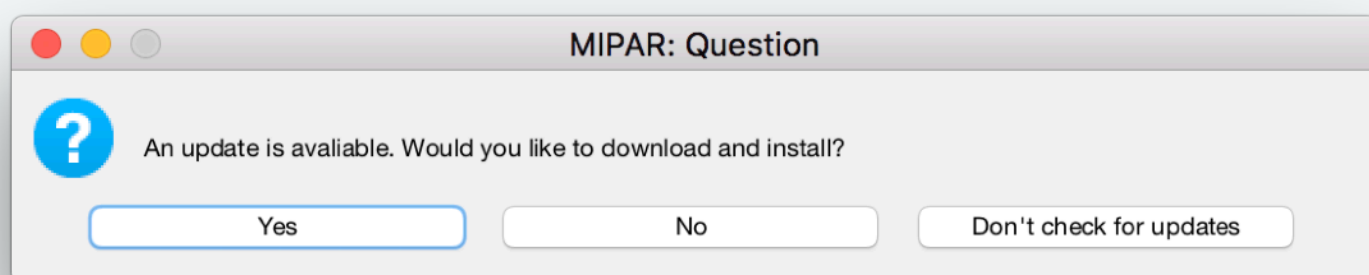 MIPAR: Question
An update is avaliable. Would you like to download and install?
Yes No Don't check for updates